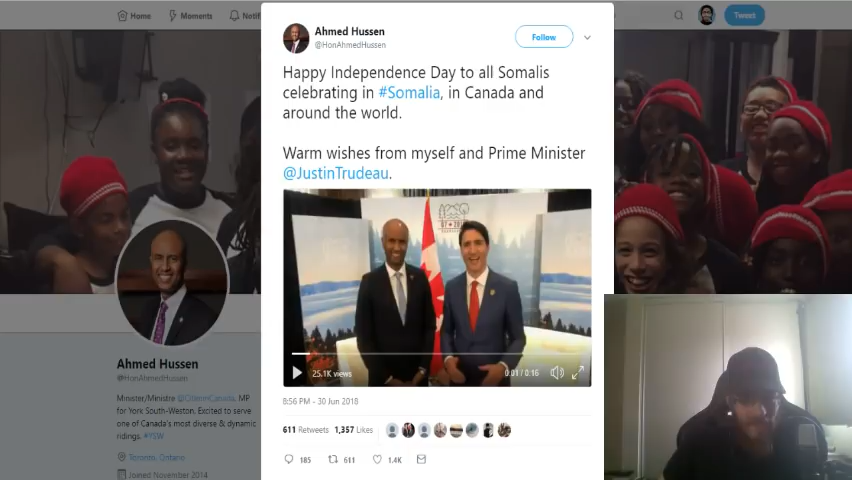 Home
Moments
Notif
Tweet
Ahmed Hussen
@HonAhmedHussen
Follow
Happy Independence Day to all Somalis
celebrating in #Somalia, in Canada and
around the world.
Warm wishes from myself and Prime Minister
@JustinTrudeau.
25.1K views
0:01 / 0:16
8:56 PM - 30 Jun 2018
611 Retweets 1,357 Likes
185
611
1.4K
Ahmed Hussen
@HonAhmedHussen
Minister/Ministre @CitImmCanada. MP
for York South-Weston. Excited to serve
one of Canada's most diverse & dynamic
ridings. #YSW
Toronto, Ontario
Joined November 2014